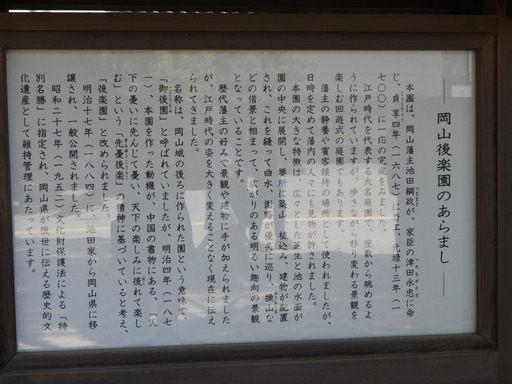 岡山後楽園のあらまし
本園は、岡山藩主池田綱政が、家臣の津田永忠に命
じ、貞享四年（一六八七）に着工、元禄十三年（一
七〇〇）に一応の完成をみました。
江戸時代を代表する大名庭園で、座敷から眺めるよ
うに作られていますが、歩きながら移り変わる景観を
楽しむ回遊式の庭園でもあります。
藩主の静養や賓客接待の場所として使われましたが、
日時を定めて藩内の人々にも見物が許されました。
本園の大きな特徴は、広々とした芝生と池の水面が
園の中央に展開し、要所に築山、植込み、建物が配置
され、これを縫って曲水、園路が優美に巡り、操山な
どの借景と相まって、広がりのある明るい趣向の景観
となっていることです。
歴代藩主の好みで景観や建物に手が加えられました
が、江戸時代の姿を大きく変えることなく現在に伝え
られてきました。
名称は、岡山城の後ろに作られた園という意味で、
「御後園」と呼ばれていましたが、明治四年（一八七
一）、本園を作った動機が、中国の書物にある、「天
下の憂いに先んじて憂い、天下の楽しみに後れて楽し
む」という「先憂後楽」の精神に基づいていると考え、
「後楽園」と改められました。
明治十七年（一八八四）に、池田家から岡山県に移
譲され、一般公開されました。
昭和二十七年（一九五二）文化財保護法による「特
別名勝」に指定され、岡山県が後世に伝える歴史的文
化遺産として維持管理にあたっています。